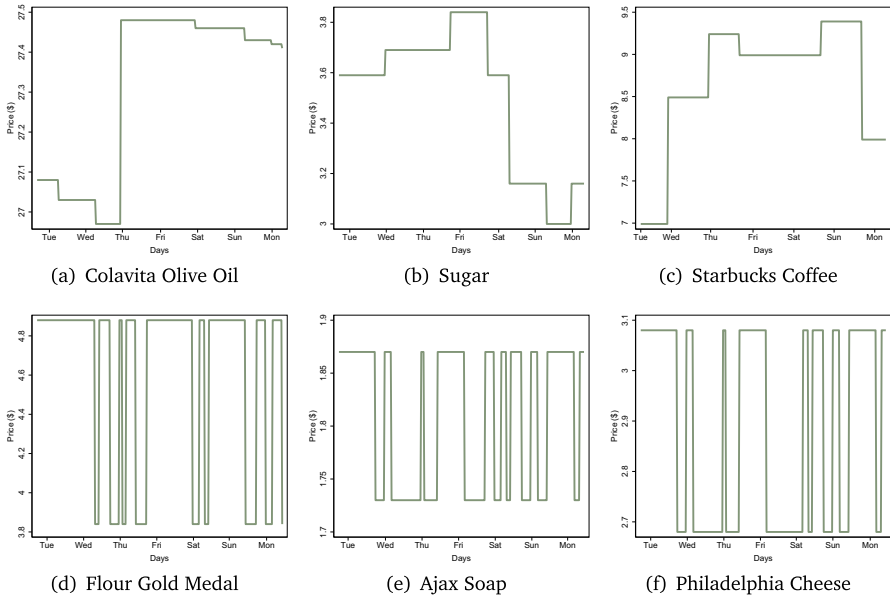 27.5
27.4
27.3
27.2
27.1
27
Price ($)
Tue Wed Thu Fri Sat Sun Mon
Days
(a) Colavita Olive Oil
3.8
3.6
3.4
3.2
3
Price ($)
Tue Wed Thu Fri Sat Sun Mon
Days
(b) Sugar
9.5
9
8.5
8
7.5
7
Price ($)
Tue Wed Thu Fri Sat Sun Mon
Days
(c) Starbucks Coffee
4.8
4.6
4.4
4.2
4
3.8
Price ($)
Tue Wed Thu Fri Sat Sun Mon
Days
(d) Flour Gold Medal
1.9
1.85
1.8
1.75
1.7
Price ($)
Tue Wed Thu Fri Sat Sun Mon
Days
(e) Ajax Soap
3.1
3
2.9
2.8
2.7
Price ($)
Tue Wed Thu Fri Sat Sun Mon
Days
(f) Philadelphia Cheese